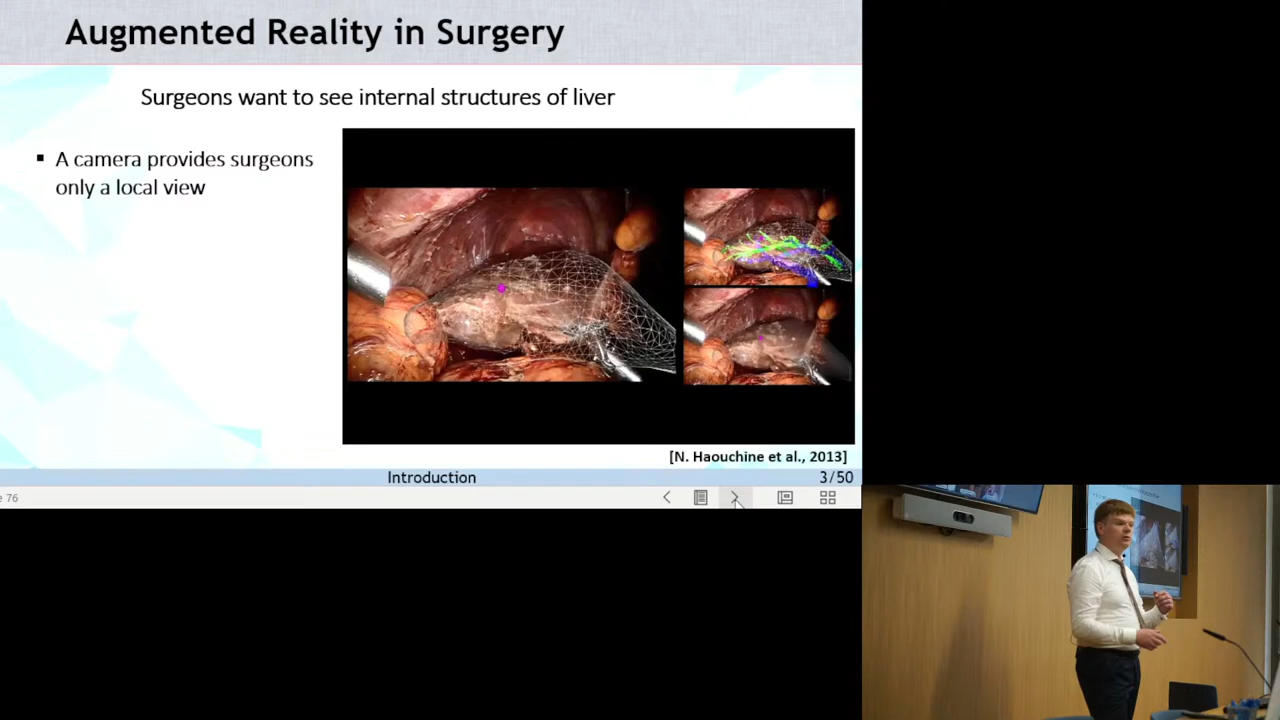 Augmented Reality in Surgery
Surgeons want to see internal structures of liver
▪ A camera provides surgeons
only a local view
[N. Haouchine et al., 2013]
Introduction
3/50
76